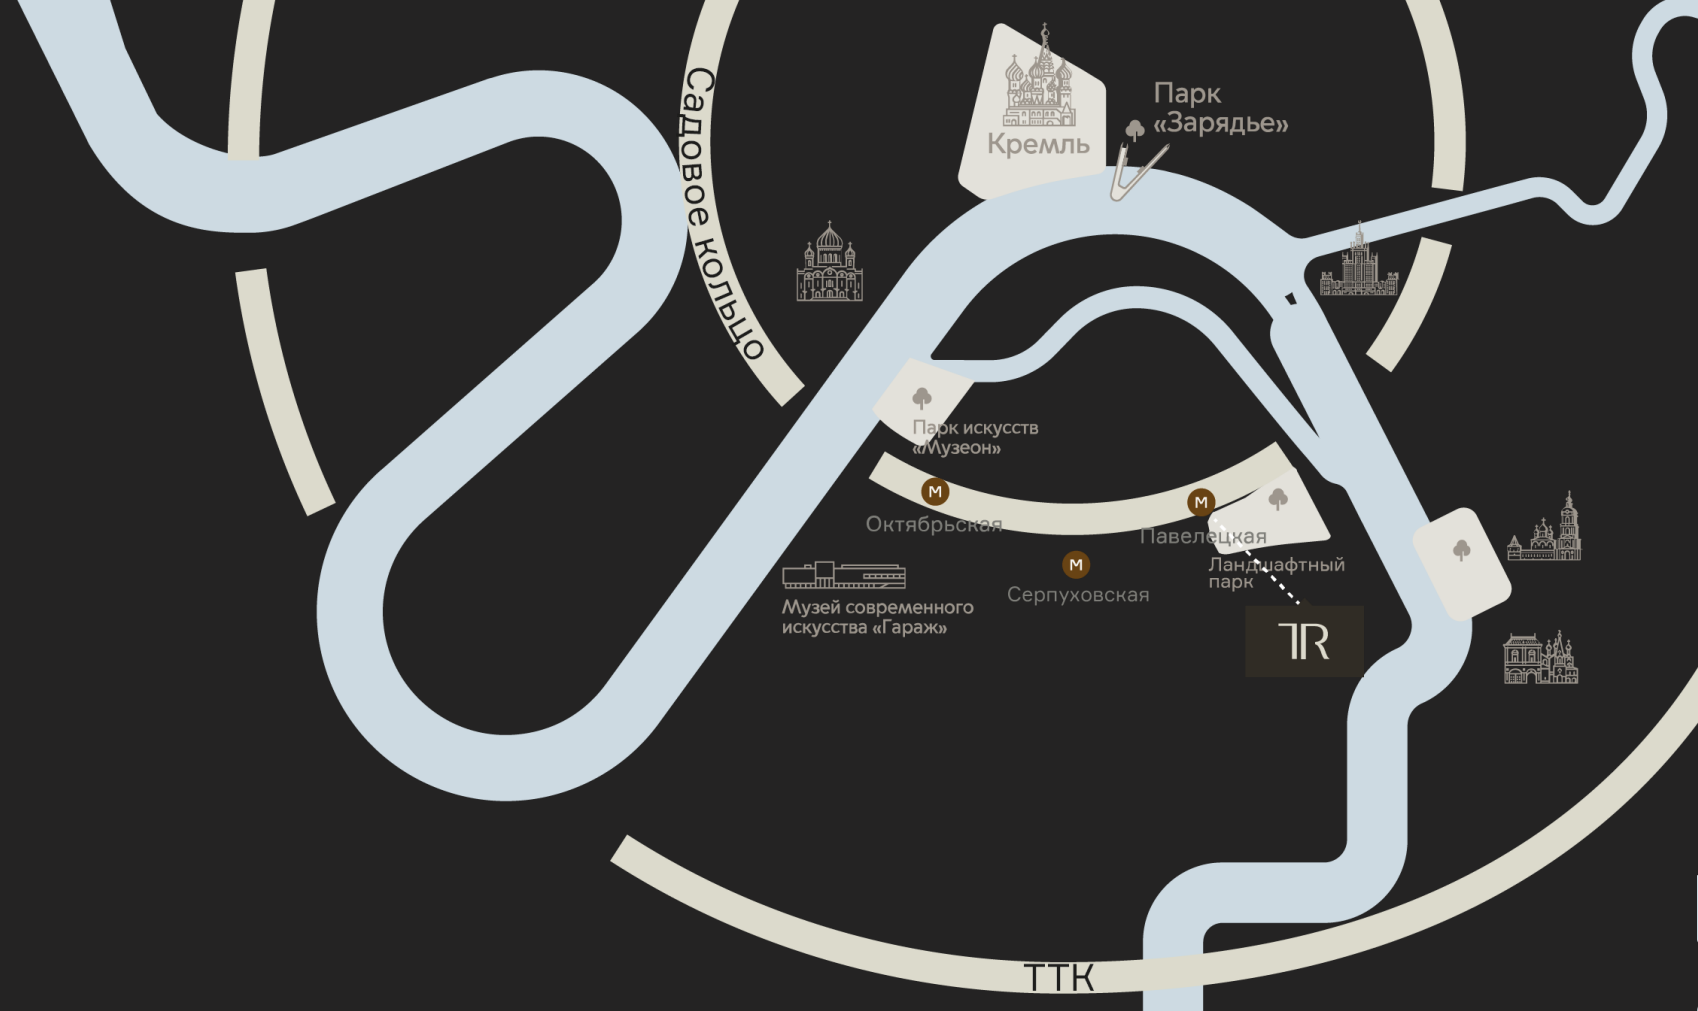 Садовое кольцо
Кремль
Парк
«Зарядье»
Парк искусств
«Музеон»
М
Октябрьская
М
Павелецкая
М
Серпуховская
Ландшафтный
парк
Музей современного
искусства «Гараж»
TR
ТТК